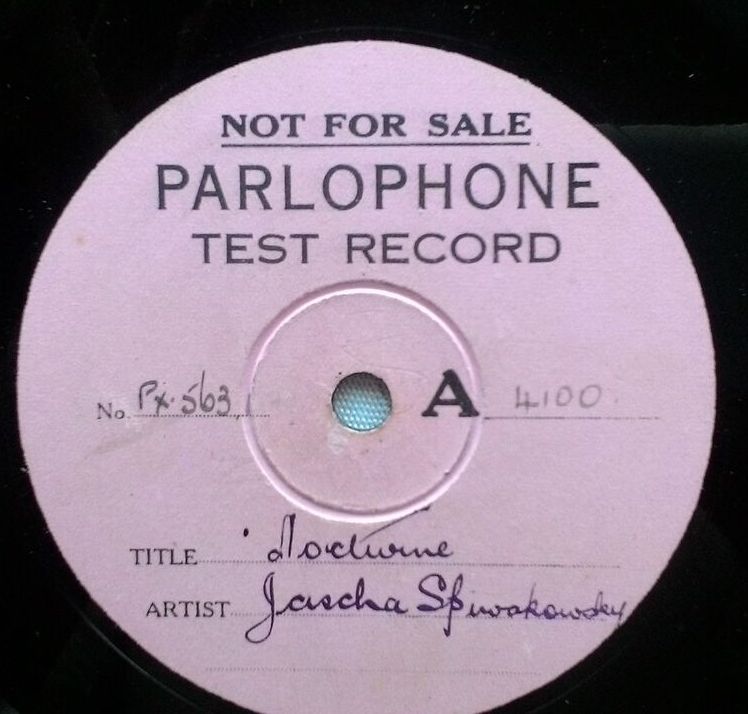 NOT FOR SALE
PARLOPHONE
TEST RECORD
No. Px.563, A 4100.
TITLE Nocturne
ARTIST Jascha Spiwakowsky